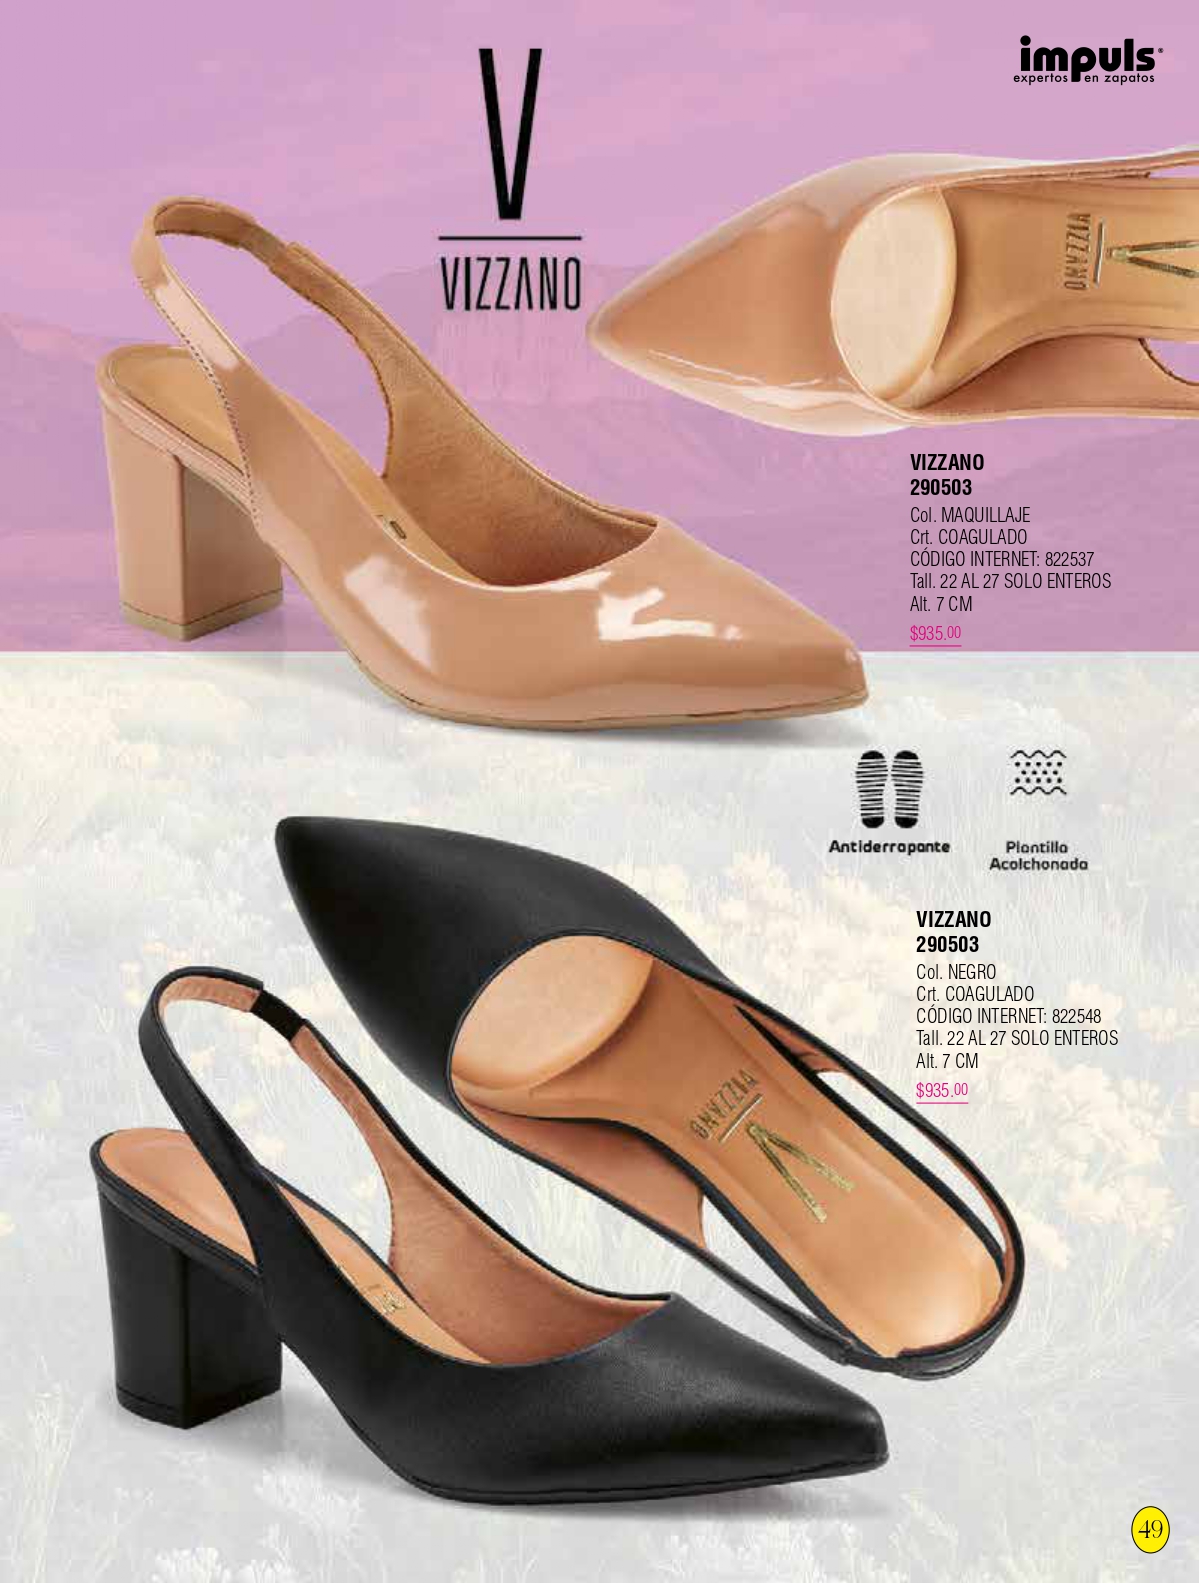 impuls®
expertos en zapatos
V
VIZZANO
VIZZANO
VIZZANO
290503
Col. MAQUILLAJE
Crt. COAGULADO
CÓDIGO INTERNET: 822537
Tall. 22 AL 27 SOLO ENTEROS
Alt. 7 CM
$935.00
Antiderrapante
Plantilla
Acolchonada
VIZZANO
290503
Col. NEGRO
Crt. COAGULADO
CÓDIGO INTERNET: 822548
Tall. 22 AL 27 SOLO ENTEROS
Alt. 7 CM
$935.00
VIZZANO
49